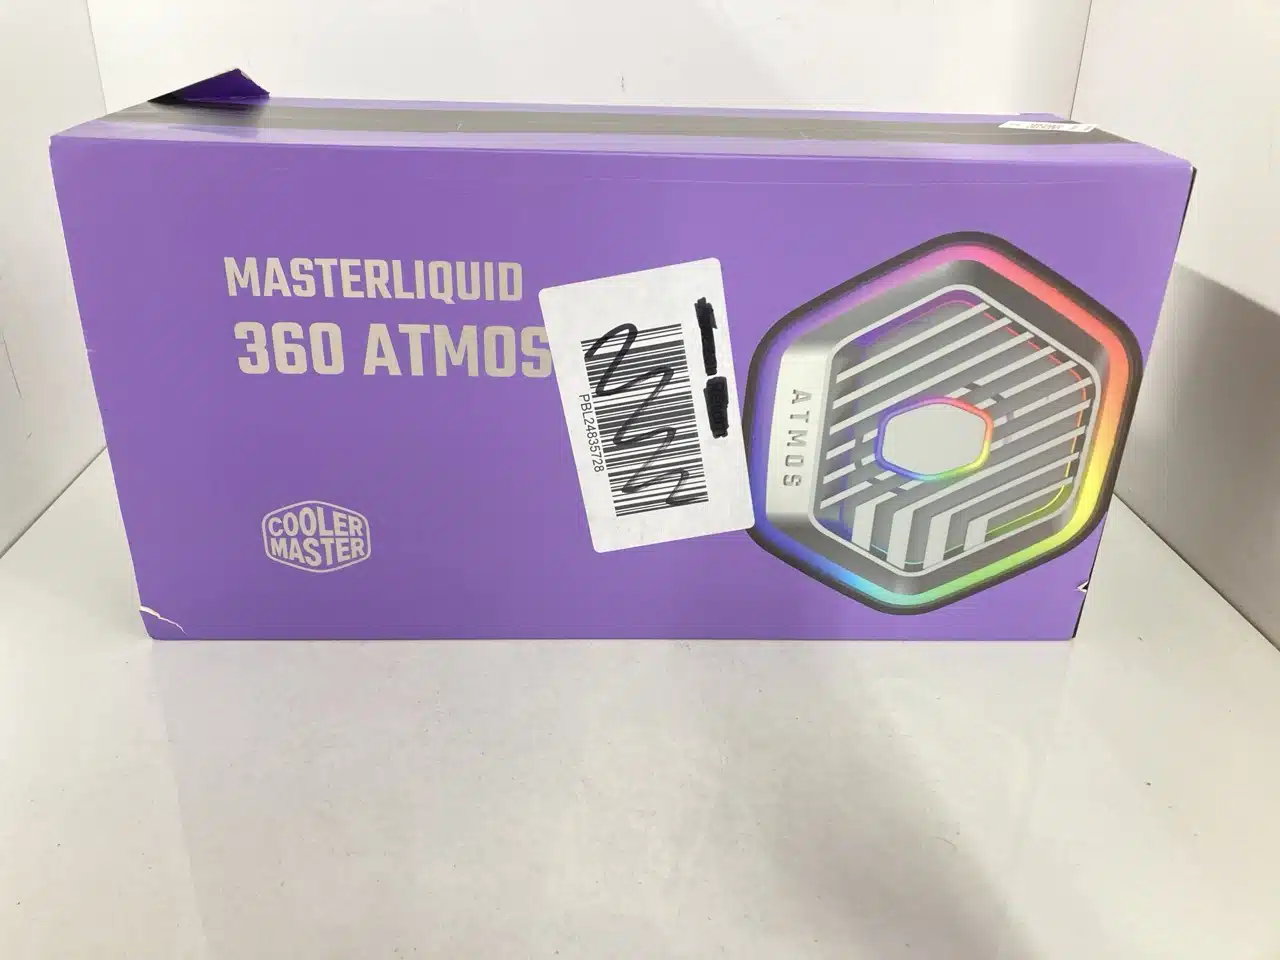 MASTERLIQUID
360 ATMOS
COOLER
MASTER
PBL24835728
ATMOS